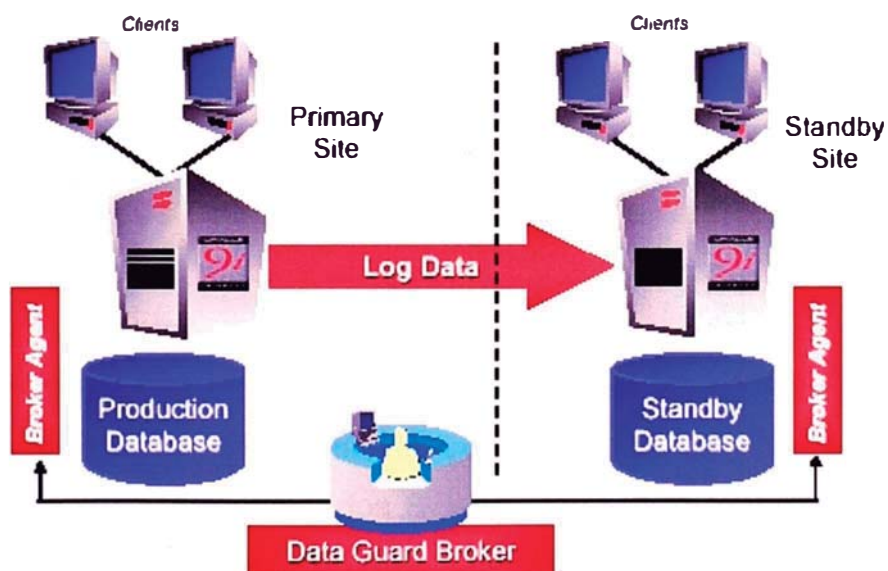 Clients
Clients
Primary
Site
Standby
Site
9i
9i
Log Data
Broker Agent
Broker Agent
Production
Database
Standby
Database
Data Guard Broker